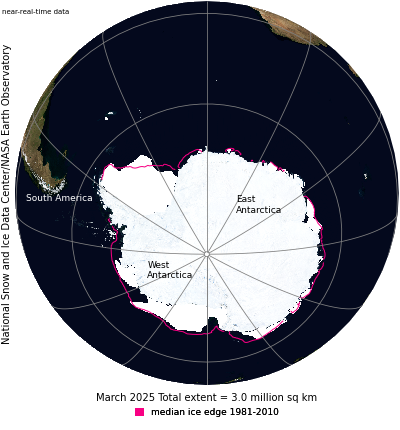 near-real-time data
National Snow and Ice Data Center/NASA Earth Observatory
South America
East
Antarctica
West
Antarctica
March 2025 Total extent = 3.0 million sq km
median ice edge 1981-2010